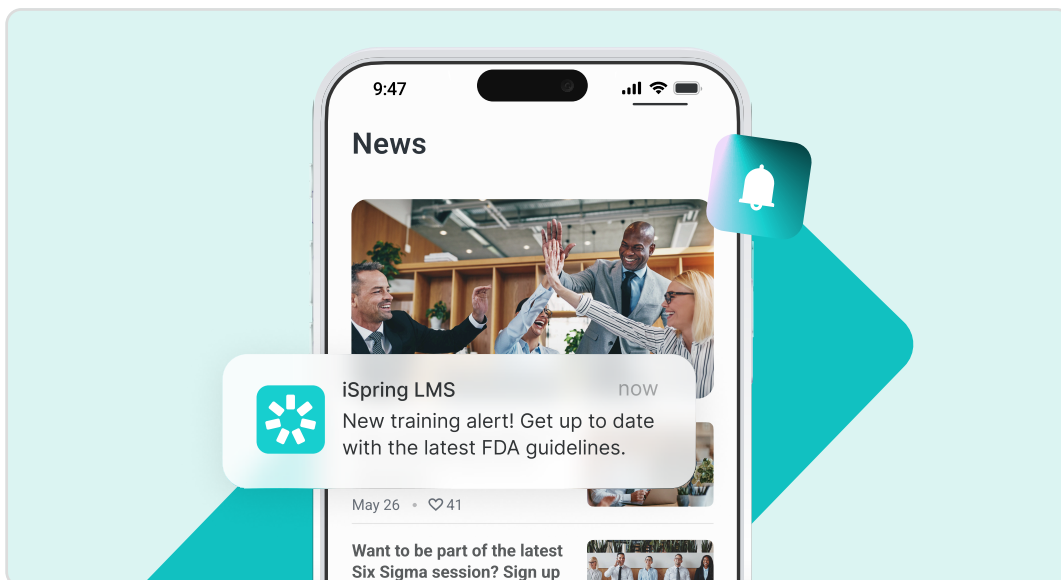 9:47
News
iSpring LMS
now
New training alert! Get up to date
with the latest FDA guidelines.
May 26 • 41
Want to be part of the latest
Six Sigma session? Sign up